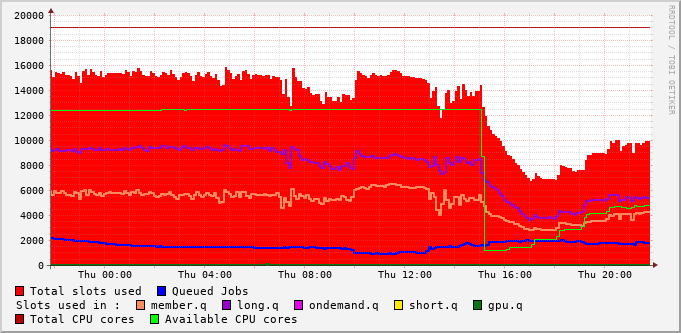 20000
18000
16000
14000
12000
10000
8000
6000
4000
2000
0
Thu 00:00 Thu 04:00 Thu 08:00 Thu 12:00 Thu 16:00 Thu 20:00
RRDTOOL / TOBI OETIKER
Total slots used Queued Jobs
Slots used in : member.q long.q ondemand.q short.q gpu.q
Total CPU cores Available CPU cores